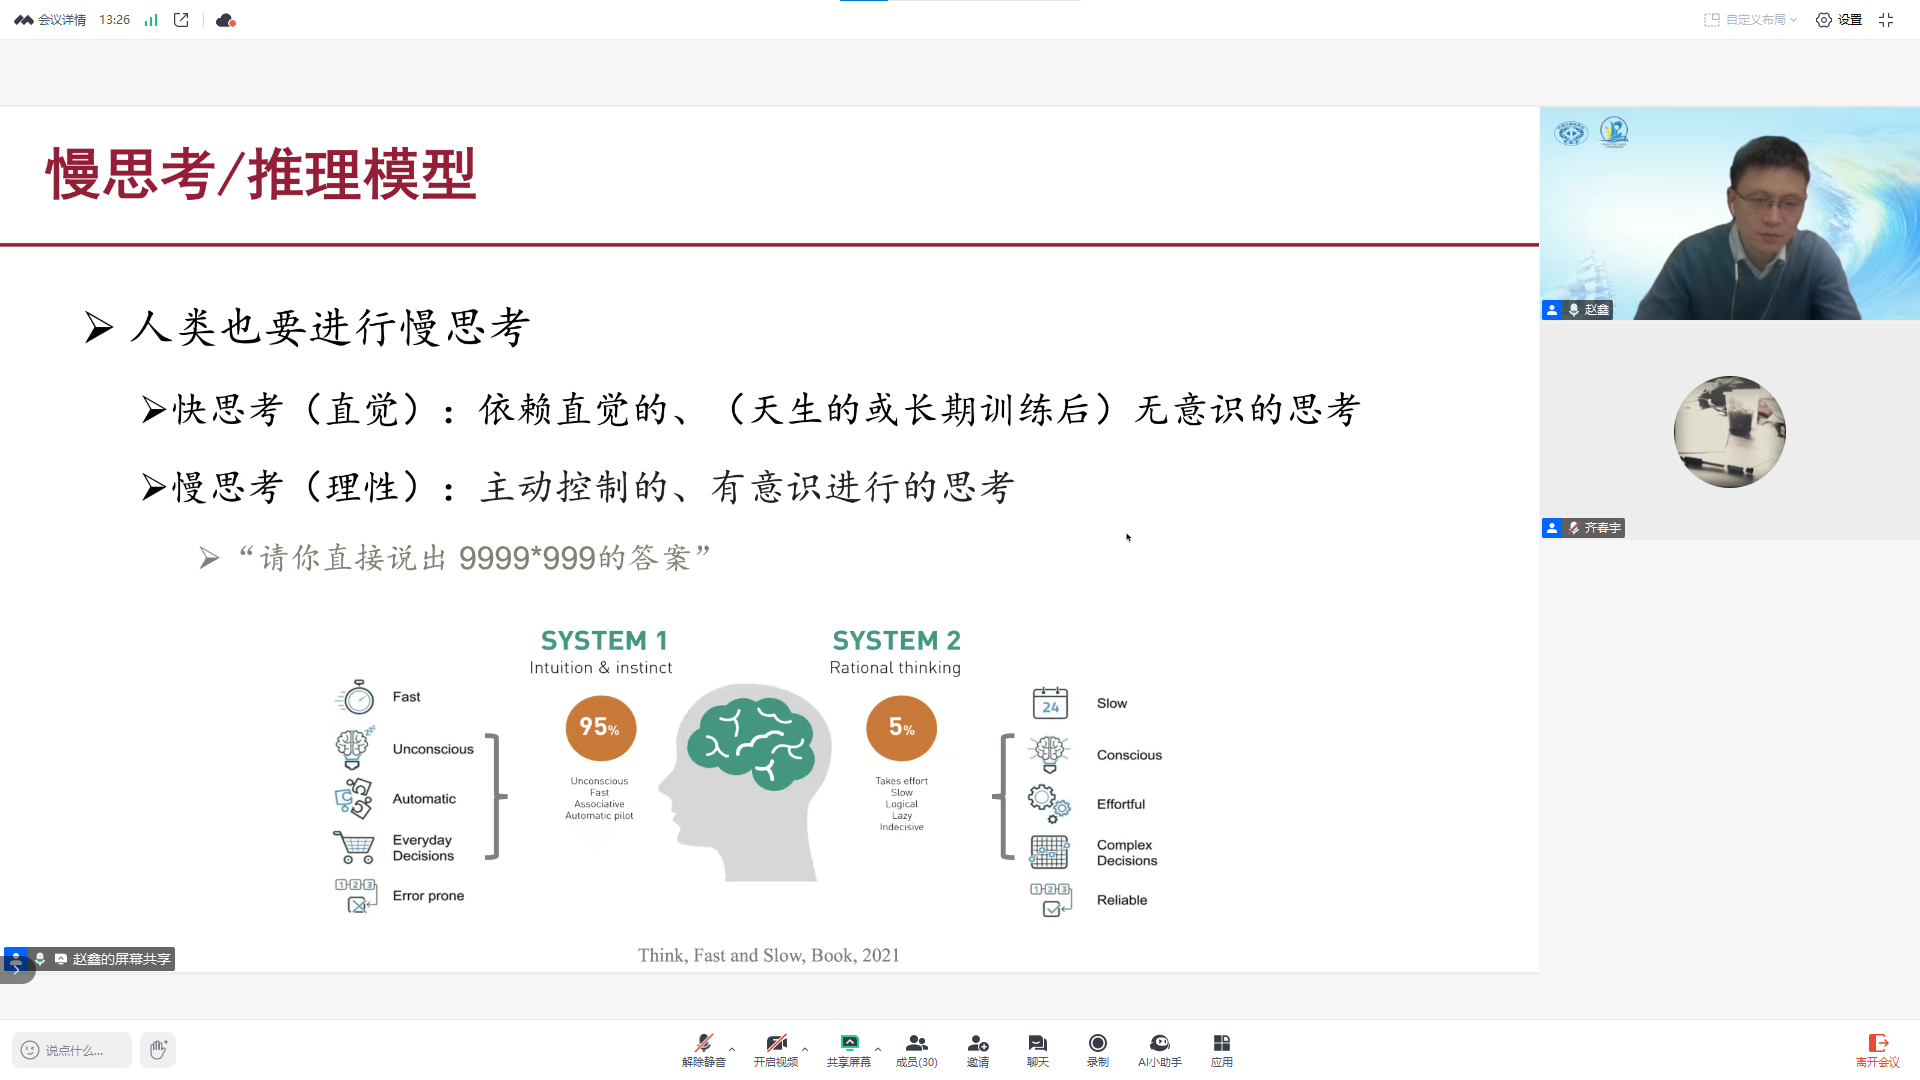 会议详情 13:26
自定义布局 设置
慢思考/推理模型
人类也要进行慢思考
快思考（直觉）：依赖直觉的、（天生的或长期训练后）无意识的思考
慢思考（理性）：主动控制的、有意识进行的思考
“请你直接说出 9999*999的答案”
SYSTEM 1
Intuition & instinct
SYSTEM 2
Rational thinking
Fast
Unconscious
Automatic
Everyday
Decisions
Error prone
95%
Unconscious
Fast
Associative
Automatic pilot
5%
Takes effort
Slow
Logical
Lazy
Indecisive
24
Slow
Conscious
Effortful
Complex
Decisions
Reliable
1 2 3
1 2 3
Think, Fast and Slow, Book, 2021
赵鑫
齐春宇
赵鑫的屏幕共享
说点什么...
解除静音 开启视频 共享屏幕 成员(30) 邀请 聊天 录制 AI小助手 应用 离开会议